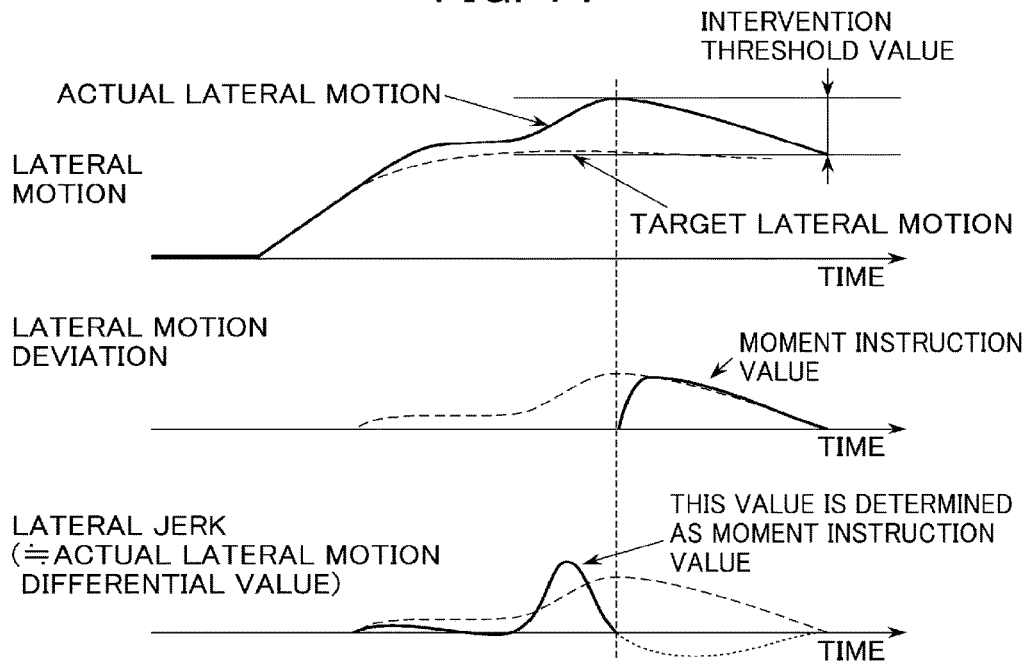 INTERVENTION
THRESHOLD VALUE
ACTUAL LATERAL MOTION
LATERAL
MOTION
TARGET LATERAL MOTION
TIME
LATERAL MOTION
DEVIATION
MOMENT INSTRUCTION
VALUE
TIME
THIS VALUE IS DETERMINED
AS MOMENT INSTRUCTION
VALUE
LATERAL JERK
(≒ACTUAL LATERAL MOTION
DIFFERENTIAL VALUE)
TIME